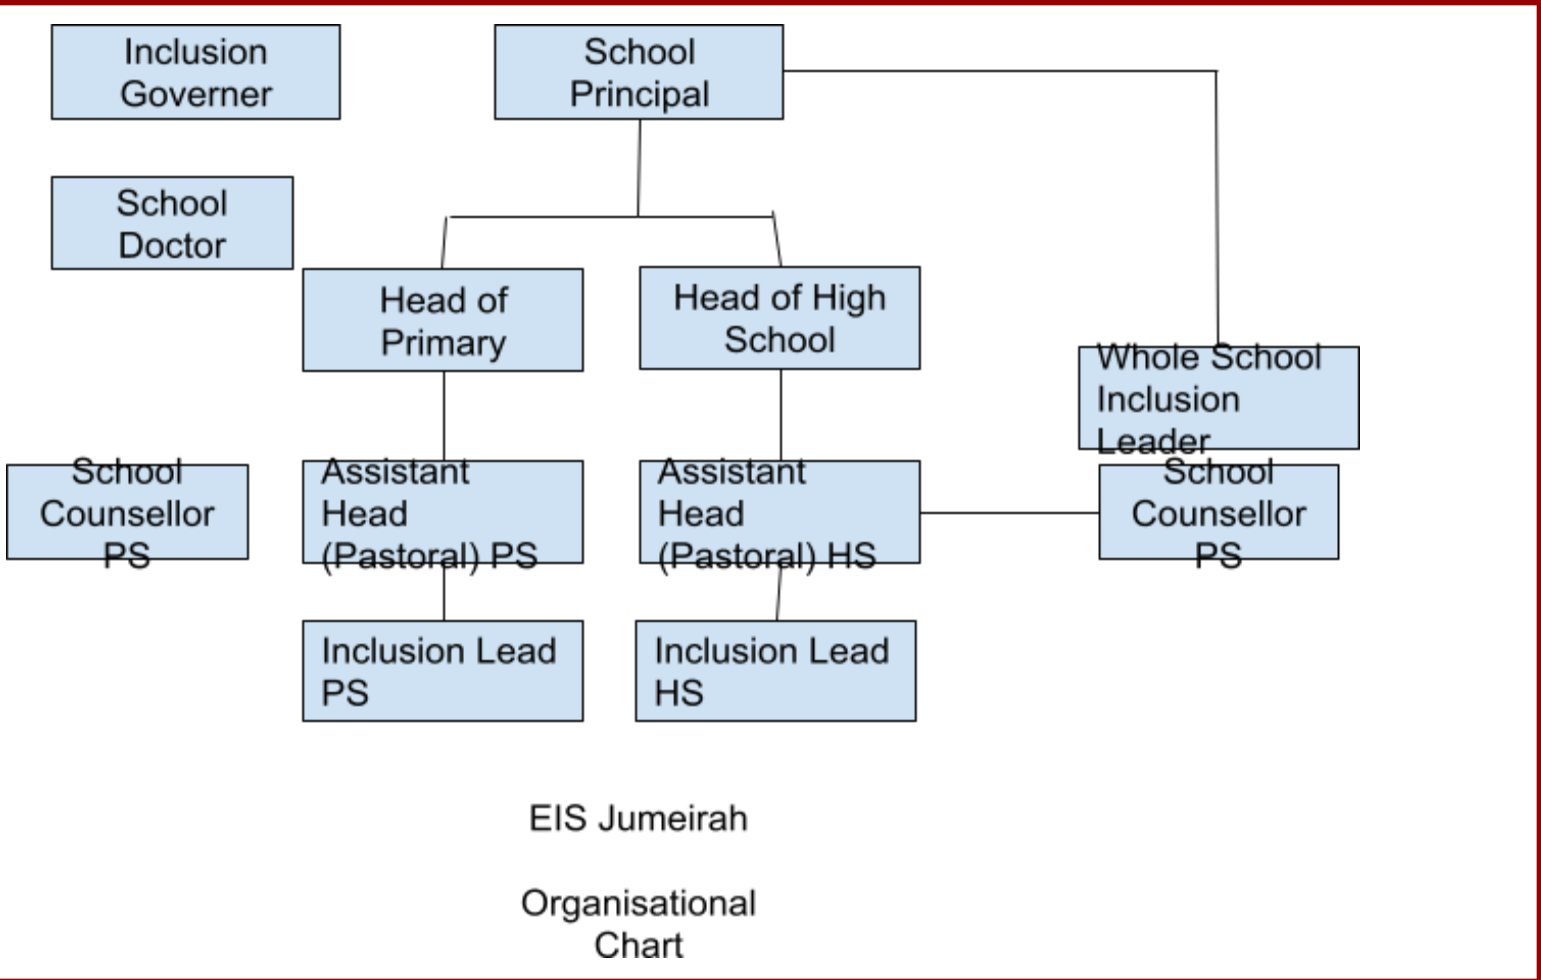 Inclusion
Governer
School
Principal
School
Doctor
Head of
Primary
Head of High
School
Whole School
Inclusion
Leader
School
Counsellor
PS
Assistant
Head
(Pastoral) PS
Assistant
Head
(Pastoral) HS
School
Counsellor
PS
Inclusion Lead
PS
Inclusion Lead
HS
EIS Jumeirah
Organisational
Chart